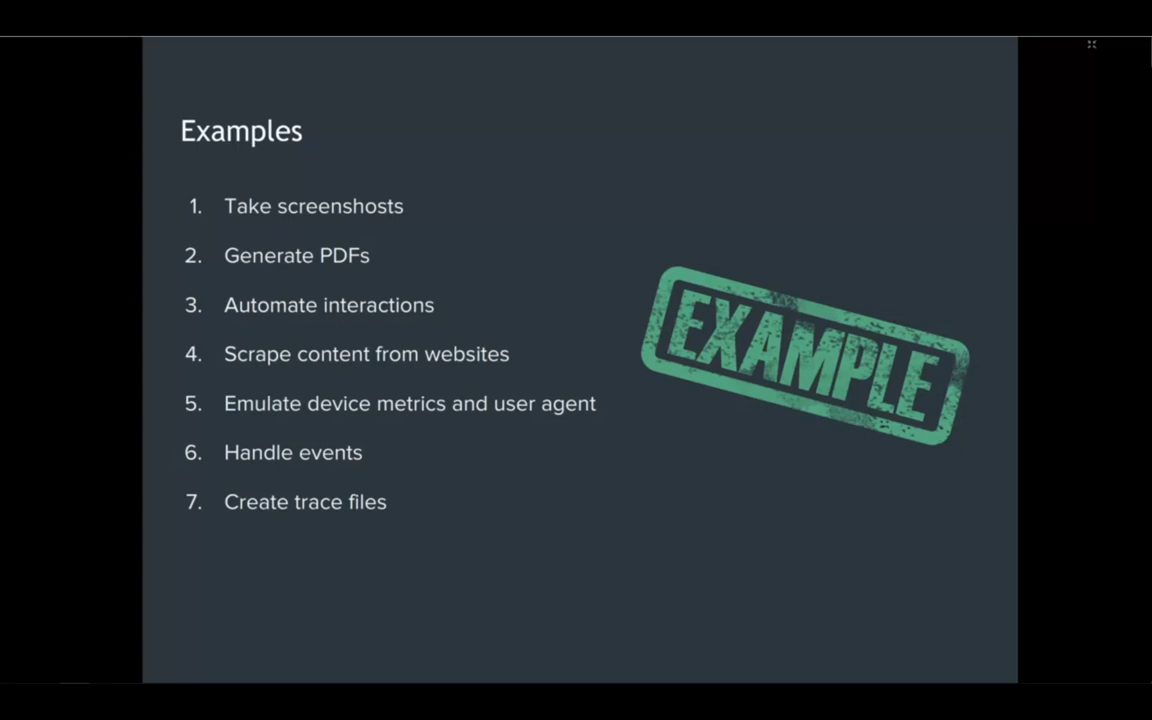 Examples
1. Take screenshosts
2. Generate PDFs
3. Automate interactions
4. Scrape content from websites
5. Emulate device metrics and user agent
6. Handle events
7. Create trace files
EXAMPLE